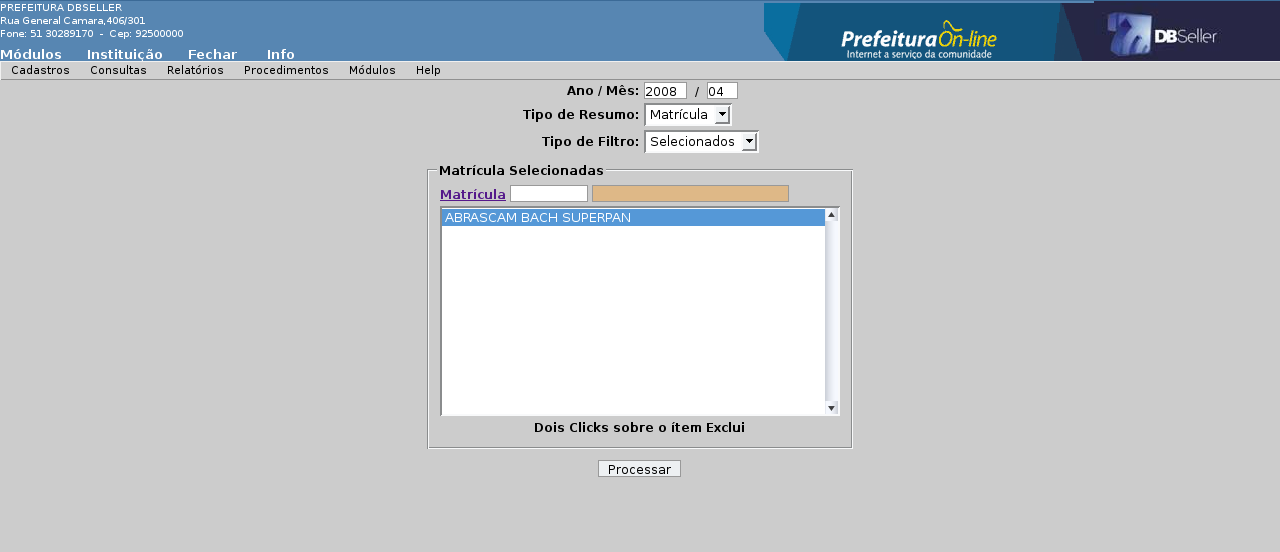 PREFEITURA DBSELLER
Rua General Camara,406/301
Fone: 51 30289170 - Cep: 92500000
Módulos Instituição Fechar Info
Prefeitura On-line
Internet a serviço da comunidade
DBSeller
Cadastros Consultas Relatórios Procedimentos Módulos Help
Ano / Mês: 2008 / 04
Tipo de Resumo: Matrícula
Tipo de Filtro: Selecionados
Matrícula Selecionadas
Matrícula
ABRASCAM BACH SUPERPAN
Dois Clicks sobre o ítem Exclui
Processar